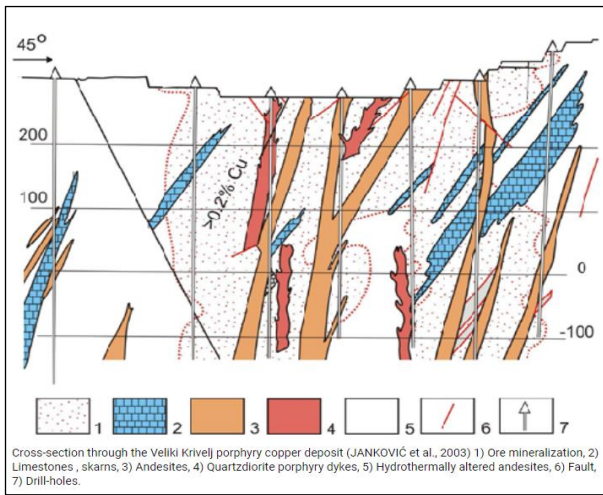 45°
200
100
0
-100
>0.2% Cu
1 2 3 4 5 6 7
Cross-section through the Veliki Krivelj porphyry copper deposit (JANKOVIĆ et al., 2003) 1) Ore mineralization, 2)
Limestones , skarns, 3) Andesites, 4) Quartzdiorite porphyry dykes, 5) Hydrothermally altered andesites, 6) Fault,
7) Drill-holes.